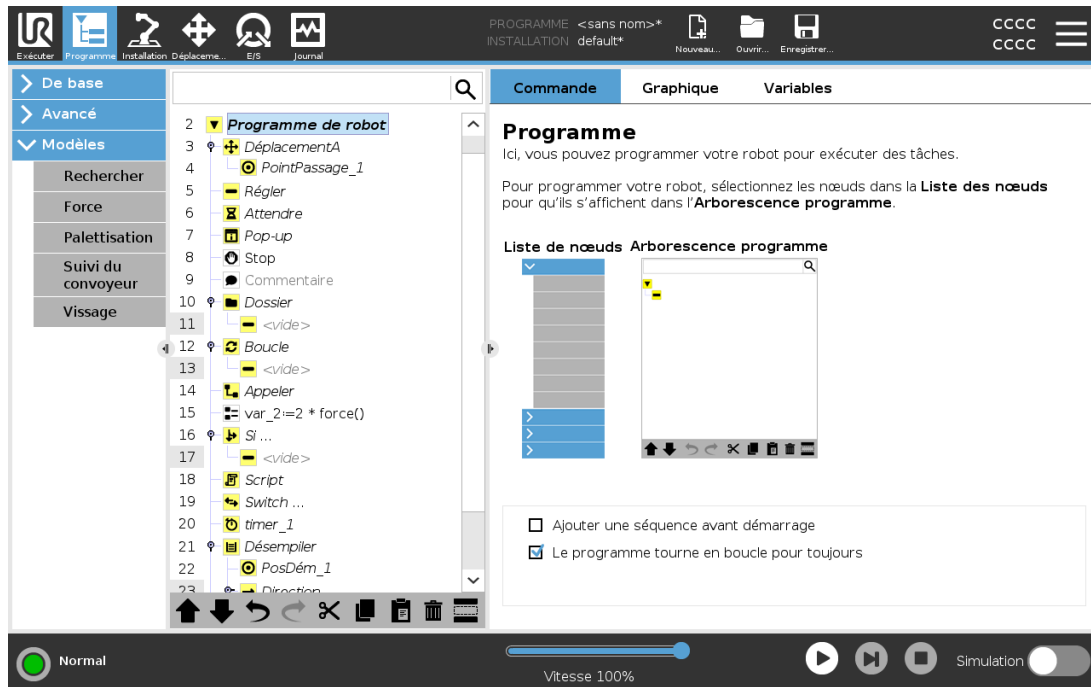 PROGRAMME <sans nom>*
INSTALLATION default*
CCCC
CCCC
Exécuter Programme Installation Déplaceme... E/S Journal
Nouveau... Ouvrir... Enregistrer...
De base
Avancé
Modèles
Rechercher
Force
Palettisation
Suivi du
convoyeur
Vissage
2 Programme de robot
3 DéplacementA
4 PointPassage_1
5 Régler
6 Attendre
7 Pop-up
8 Stop
9 Commentaire
10 Dossier
11 <vide>
12 Boucle
13 <vide>
14 Appeler
15 var_2:=2 * force()
16 Si ...
17 <vide>
18 Script
19 Switch ...
20 timer_1
21 Désempiler
22 PosDém_1
23 Direction
Commande Graphique Variables
Programme
Ici, vous pouvez programmer votre robot pour exécuter des tâches.
Pour programmer votre robot, sélectionnez les nœuds dans la Liste des nœuds
pour qu'ils s'affichent dans l'Arborescence programme.
Liste de nœuds Arborescence programme
Ajouter une séquence avant démarrage
Le programme tourne en boucle pour toujours
Normal
Vitesse 100%
Simulation